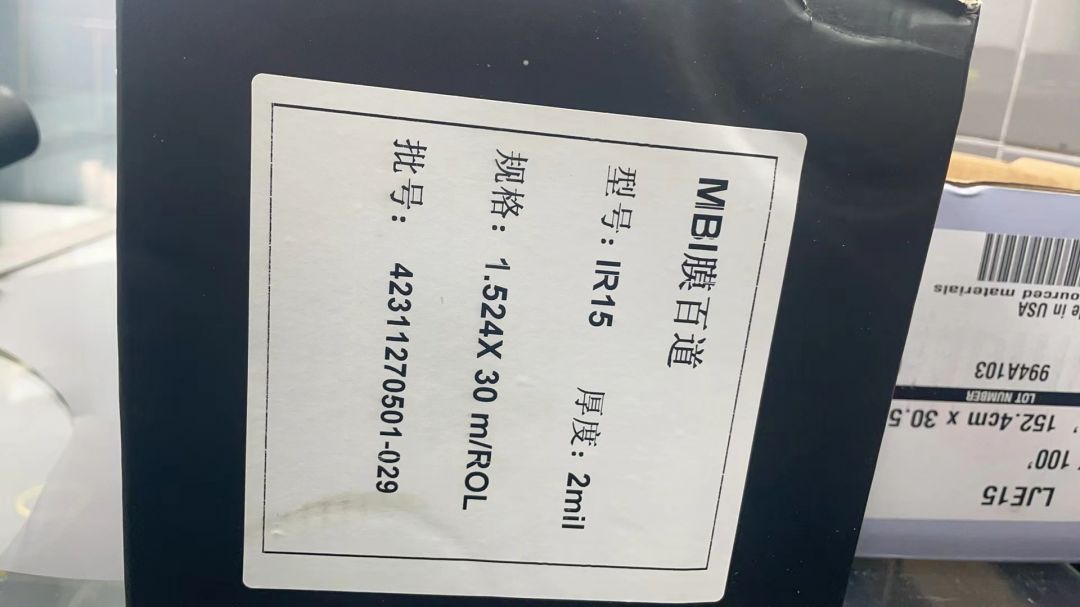 MBI膜百道
型号：IR15 厚度：2mil
规格：1.524X 30 m/ROL
批号： 42311270501-029
LJE15
100'
152.4cm x 30.5
LOT NUMBER
994A103
in USA
ourced materials